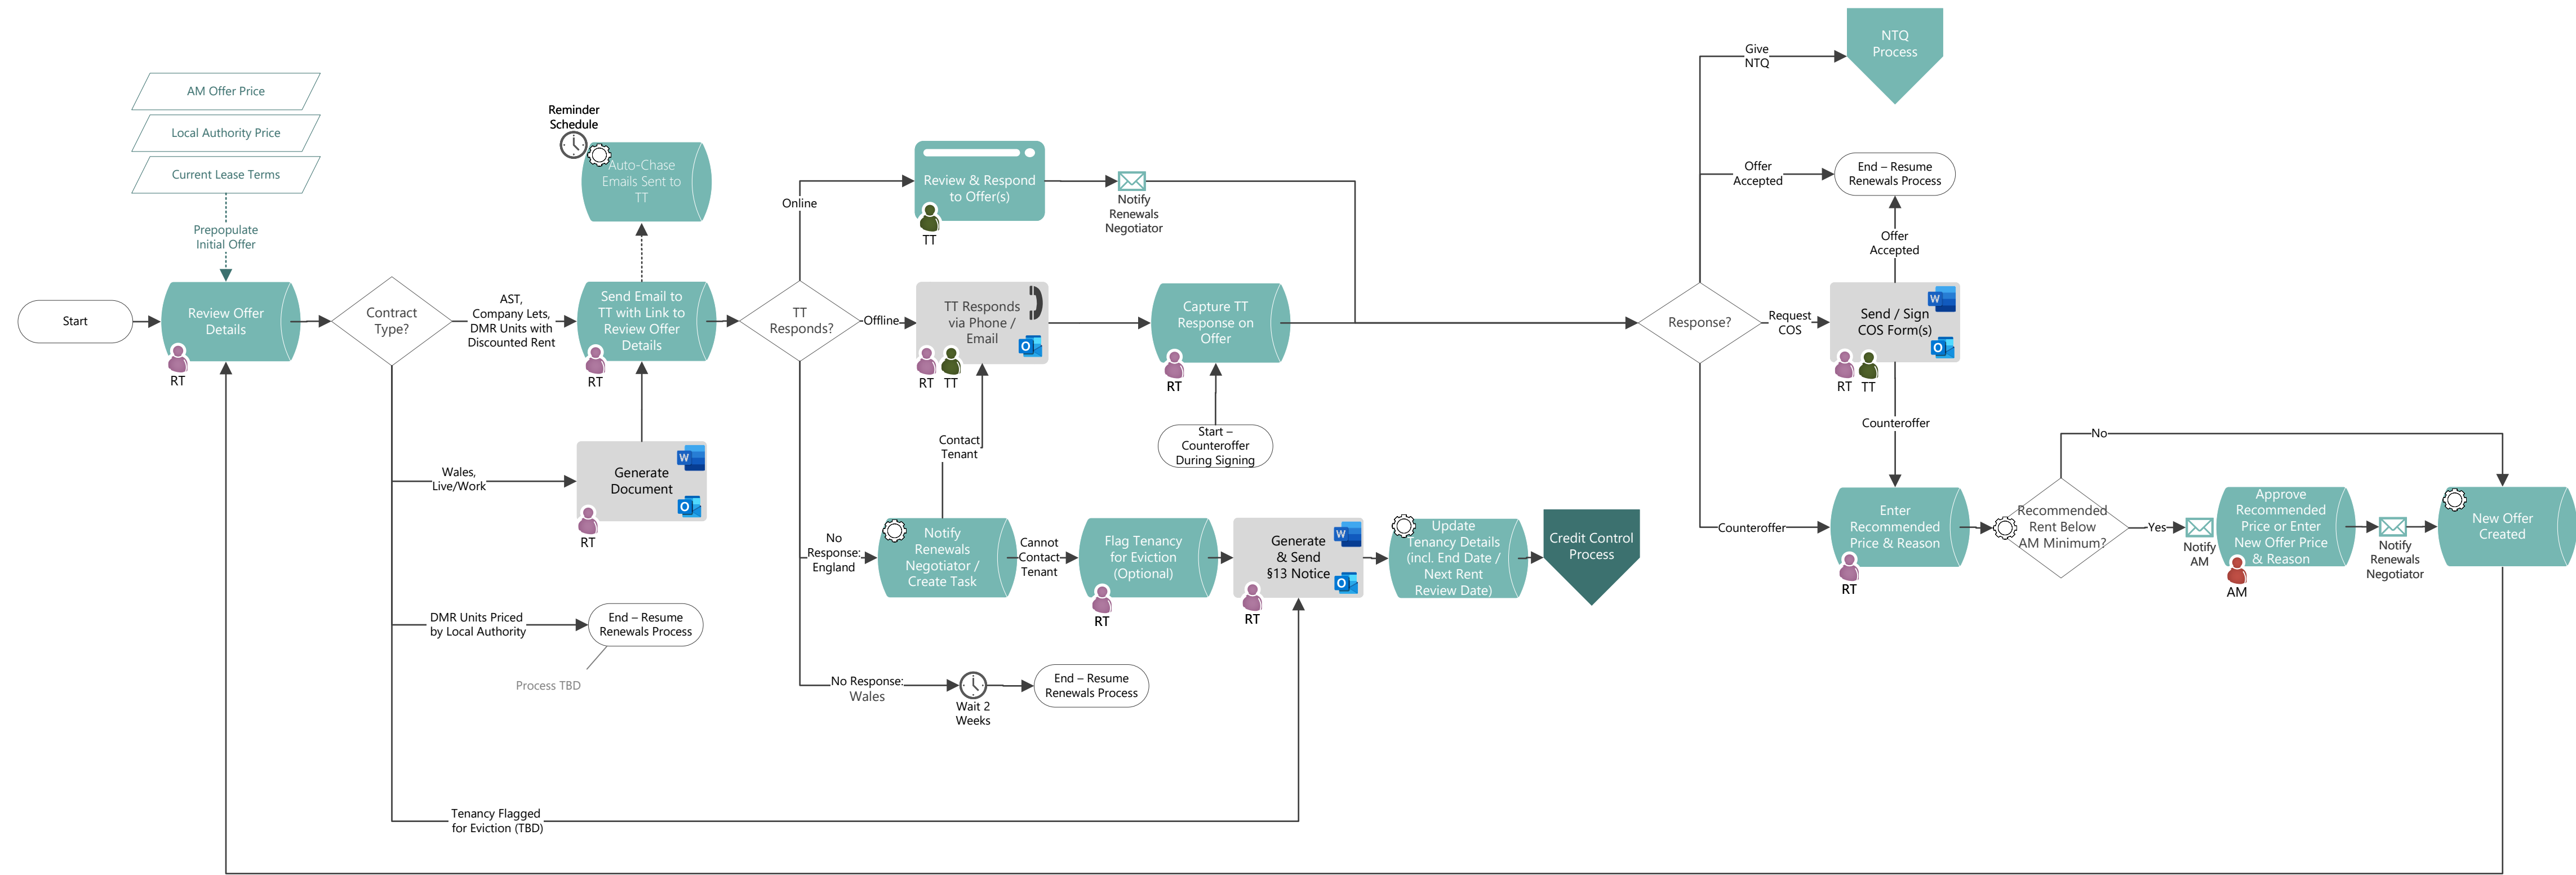 AM Offer Price
Local Authority Price
Current Lease Terms
Prepopulate
Initial Offer
Start
Review Offer
Details
RT
Contract
Type?
AST,
Company Lets,
DMR Units with
Discounted Rent
Reminder
Schedule
Auto-Chase
Emails Sent to
TT
Send Email to
TT with Link to
Review Offer
Details
RT
Wales,
Live/Work
Generate
Document
W
O
RT
DMR Units Priced
by Local Authority
End – Resume
Renewals Process
Process TBD
Tenancy Flagged
for Eviction (TBD)
TT
Responds?
Online
Review & Respond
to Offer(s)
TT
Notify
Renewals
Negotiator
Offline
TT Responds
via Phone /
Email
O
RT
TT
Capture TT
Response on
Offer
RT
Start –
Counteroffer
During Signing
Contact
Tenant
No
Response:
England
Notify
Renewals
Negotiator /
Create Task
Cannot
Contact
Tenant
Flag Tenancy
for Eviction
(Optional)
RT
Generate
& Send
§13 Notice
W
O
RT
Update
Tenancy Details
(incl. End Date /
Next Rent
Review Date)
Credit Control
Process
No Response:
Wales
Wait 2
Weeks
End – Resume
Renewals Process
Response?
Give
NTQ
NTQ
Process
Offer
Accepted
End – Resume
Renewals Process
Offer
Accepted
Request
COS
Send / Sign
COS Form(s)
W
O
RT
TT
Counteroffer
Counteroffer
Enter
Recommended
Price & Reason
RT
Recommended
Rent Below
AM Minimum?
No
Yes
Notify
AM
Approve
Recommended
Price or Enter
New Offer Price
& Reason
AM
Notify
Renewals
Negotiator
New Offer
Created